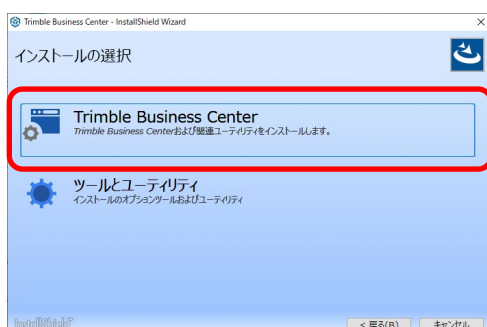 Trimble Business Center - InstallShield Wizard
インストールの選択
Trimble Business Center
Trimble Business Centerおよび関連ユーティリティをインストールします。
ツールとユーティリティ
インストールのオプションツールおよびユーティリティ
InstallShield
< 戻る(B)
キャンセル